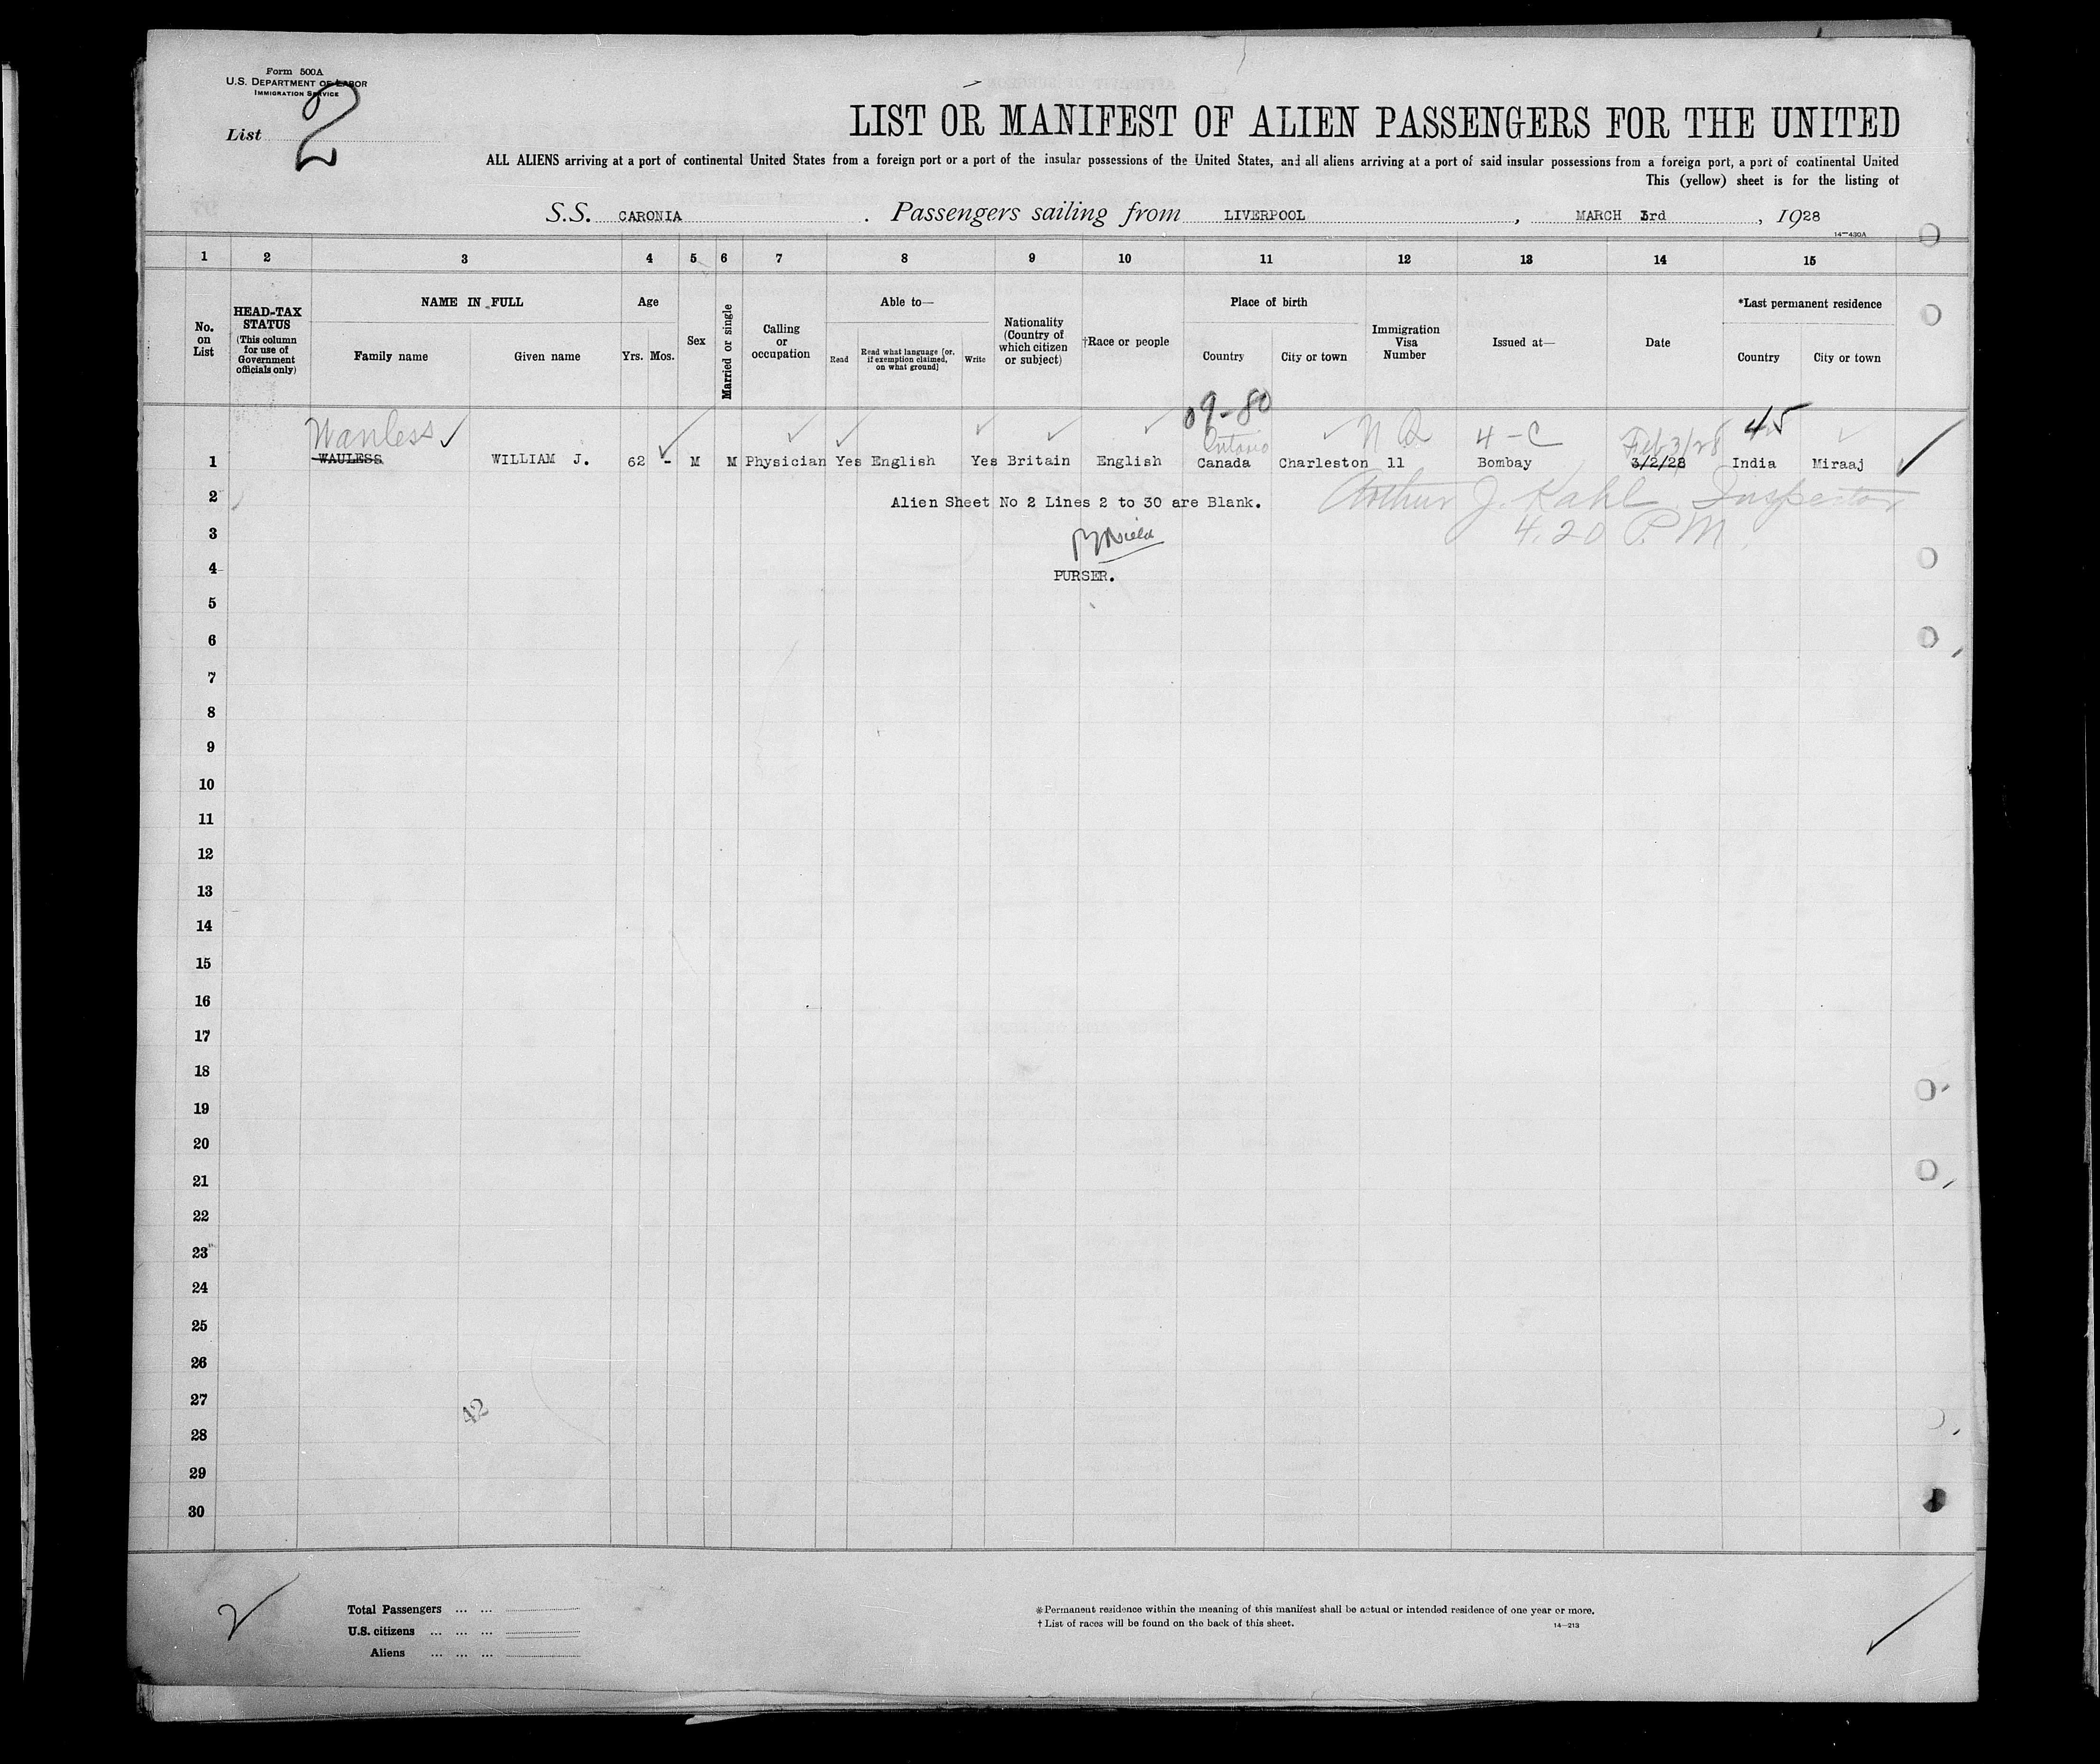 Form 500A
U.S. DEPARTMENT OF LABOR
IMMIGRATION SERVICE
List 2
LIST OR MANIFEST OF ALIEN PASSENGERS FOR THE UNITED
ALL ALIENS arriving at a port of continental United States from a foreign port or a port of the insular possessions of the United States, and all aliens arriving at a port of said insular possessions from a foreign port, a port of continental United
This (yellow) sheet is for the listing of
S.S. CARONIA . Passengers sailing from LIVERPOOL , MARCH 3rd , 1928
14—430A
1 2 3 4 5 6 7 8 9 10 11 12 13 14 15
No. on List
HEAD-TAX STATUS (This column for use of Government officials only)
NAME IN FULL
Family name Given name
Age
Yrs. Mos.
Sex
Married or single
Calling or occupation
Able to—
Read Read what language [or, if exemption claimed, on what ground] Write
Nationality (Country of which citizen or subject)
†Race or people
Place of birth
Country City or town
Immigration Visa Number
Issued at—
Date
*Last permanent residence
Country City or town
09-80
Wanless Ontario N Q 4-C Feb 3/28 45
1 WAULESS WILLIAM J. 62 - M M Physician Yes English Yes Britain English Canada Charleston 11 Bombay 3/2/28 India Miraaj
2 Alien Sheet No 2 Lines 2 to 30 are Blank. Arthur J. Kahl Inspector
3 4.20 P.M.
4 PURSER.
5
6
7
8
9
10
11
12
13
14
15
16
17
18
19
20
21
22
23
24
25
26
27
42
28
29
30
2
Total Passengers ... ...
U.S. citizens ... ... ...
Aliens ... ... ...
*Permanent residence within the meaning of this manifest shall be actual or intended residence of one year or more.
† List of races will be found on the back of this sheet.
14—213